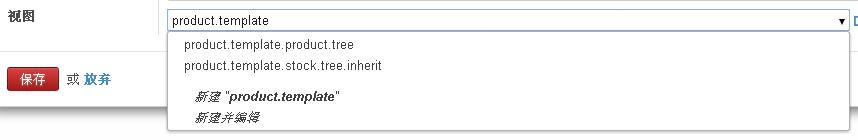 视图
product.template
product.template.product.tree
product.template.stock.tree.inherit
保存 或 放弃
新建 "product.template"
新建并编辑